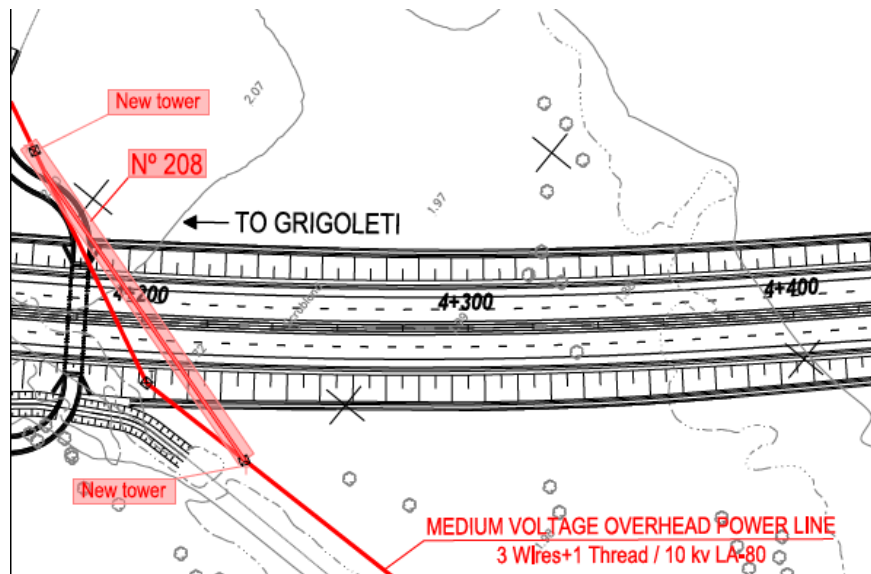 New tower
Nº 208
2.07
1.97
TO GRIGOLETI
4+200
4+300
4+400
New tower
MEDIUM VOLTAGE OVERHEAD POWER LINE
3 WIres+1 Thread / 10 kv LA-80